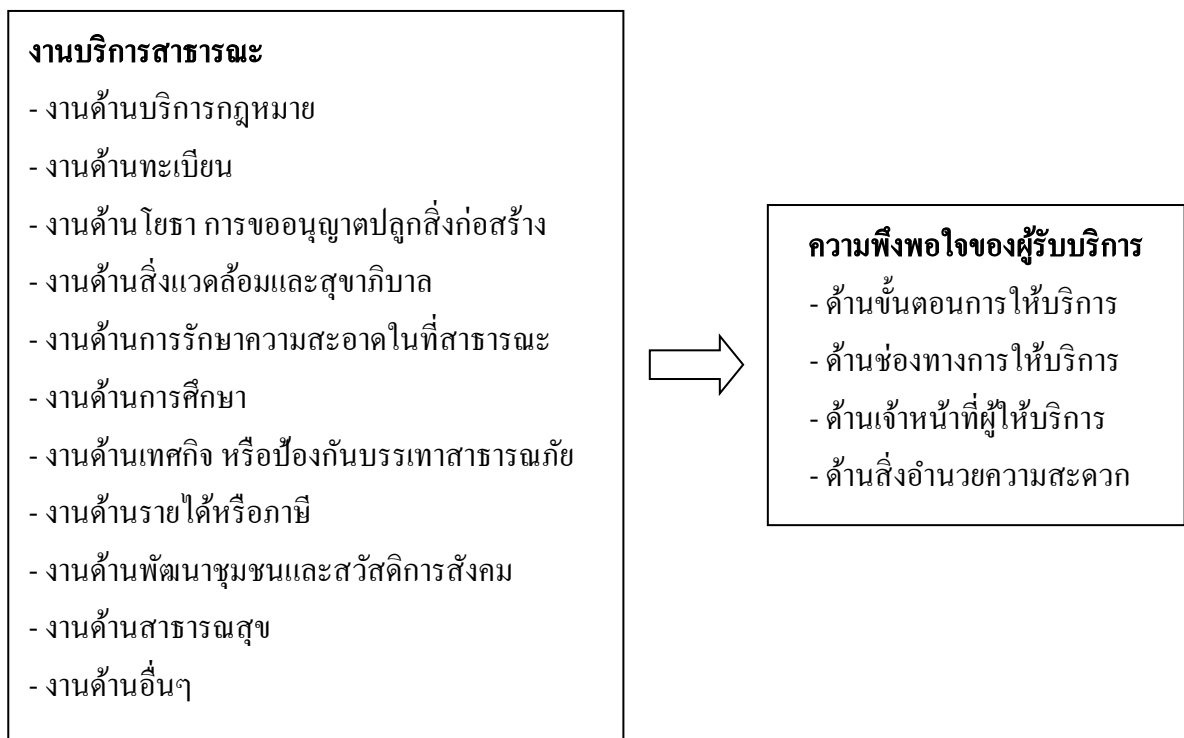 งานบริการสาธารณะ
- งานด้านบริการกฎหมาย
- งานด้านทะเบียน
- งานด้านโยธา การขออนุญาตปลูกสิ่งก่อสร้าง
- งานด้านสิ่งแวดล้อมและสุขาภิบาล
- งานด้านการรักษาความสะอาดในที่สาธารณะ
- งานด้านการศึกษา
- งานด้านเทศกิจ หรือป้องกันบรรเทาสาธารณภัย
- งานด้านรายได้หรือภาษี
- งานด้านพัฒนาชุมชนและสวัสดิการสังคม
- งานด้านสาธารณสุข
- งานด้านอื่นๆ
ความพึงพอใจของผู้รับบริการ
- ด้านขั้นตอนการให้บริการ
- ด้านช่องทางการให้บริการ
- ด้านเจ้าหน้าที่ผู้ให้บริการ
- ด้านสิ่งอำนวยความสะดวก